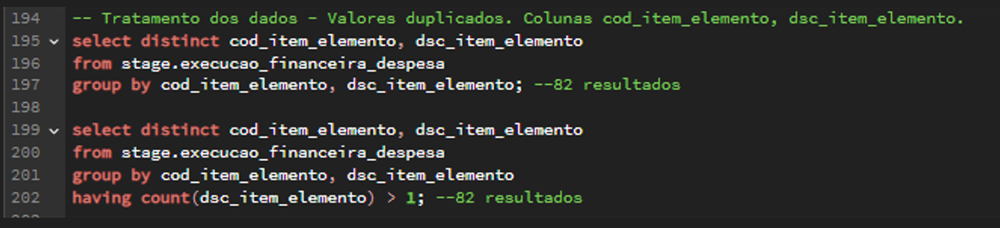 194 -- Tratamento dos dados - Valores duplicados. Colunas cod_item_elemento, dsc_item_elemento.
195 select distinct cod_item_elemento, dsc_item_elemento
196 from stage.execucao_financeira_despesa
197 group by cod_item_elemento, dsc_item_elemento; --82 resultados
198
199 select distinct cod_item_elemento, dsc_item_elemento
200 from stage.execucao_financeira_despesa
201 group by cod_item_elemento, dsc_item_elemento
202 having count(dsc_item_elemento) > 1; --82 resultados